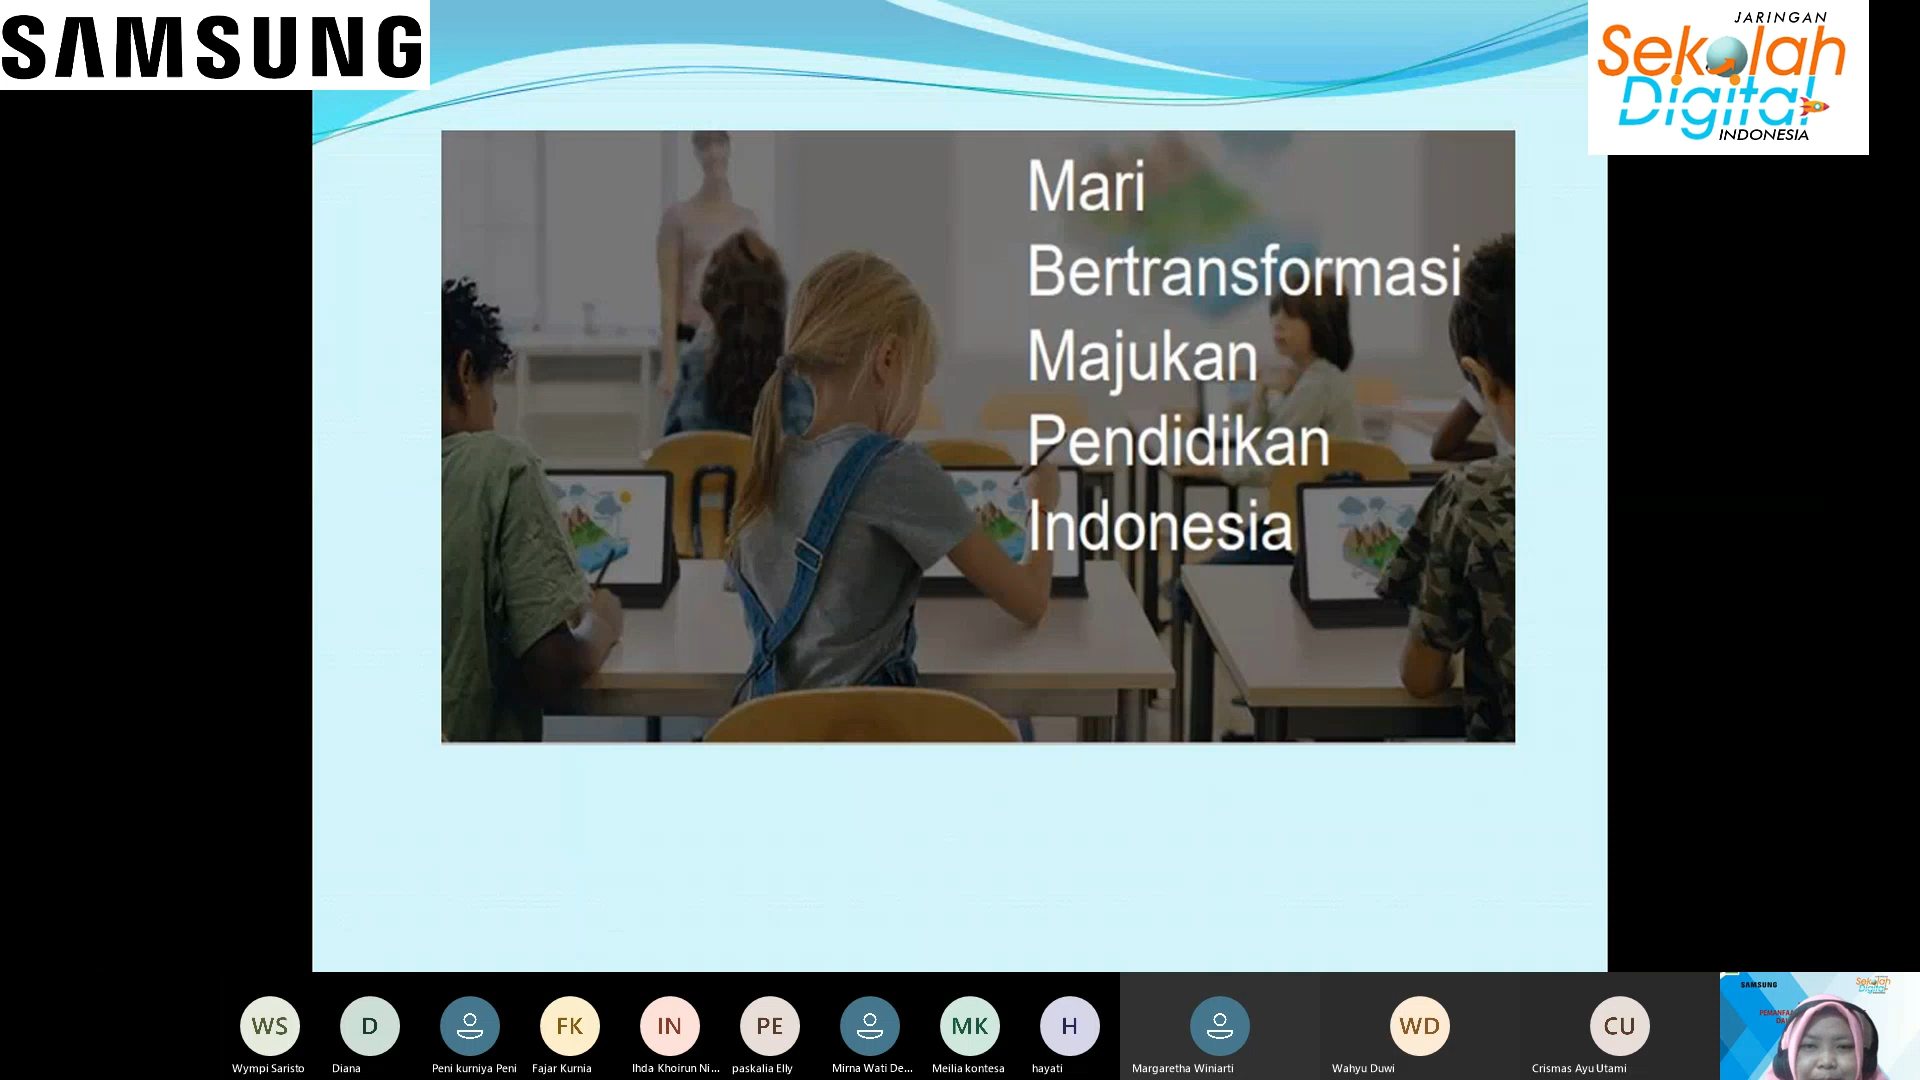 SAMSUNG
JARINGAN
Sekolah
Digital
INDONESIA
Mari
Bertransformasi
Majukan
Pendidikan
Indonesia
WS
D
FK
IN
PE
MK
H
WD
CU
Wympi Saristo
Diana
Peni kurniya Peni
Fajar Kurnia
Ihda Khoirun Ni...
paskalia Elly
Mirna Wati De...
Meilia kontesa
hayati
Margaretha Winiarti
Wahyu Duwi
Crismas Ayu Utami
SAMSUNG
Sekolah
Digital